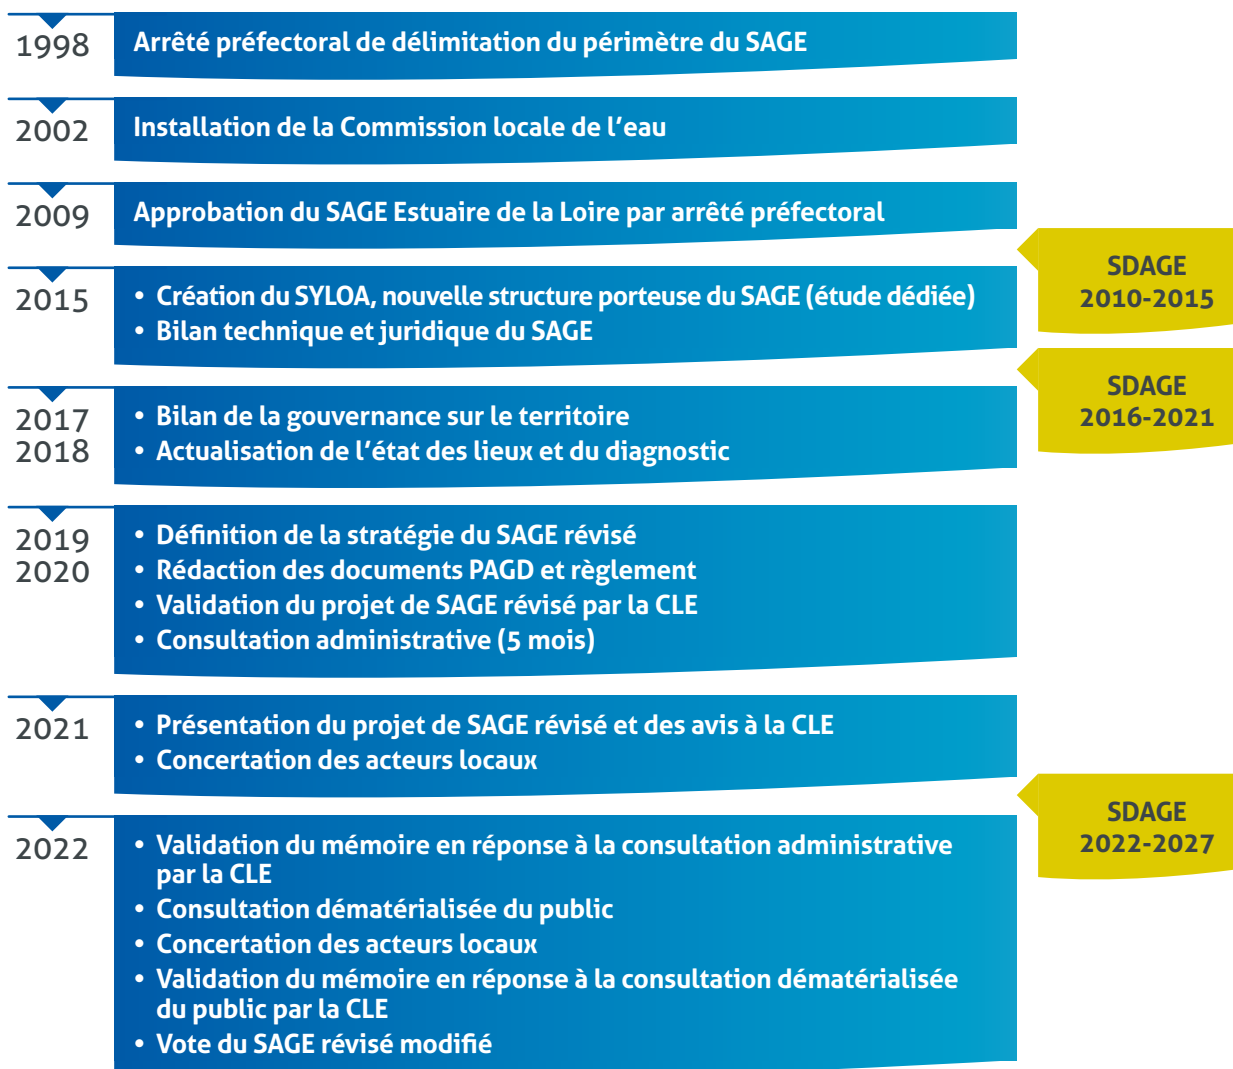 1998
Arrêté préfectoral de délimitation du périmètre du SAGE
2002
Installation de la Commission locale de l'eau
2009
Approbation du SAGE Estuaire de la Loire par arrêté préfectoral
SDAGE
2010-2015
2015
• Création du SYLOA, nouvelle structure porteuse du SAGE (étude dédiée)
• Bilan technique et juridique du SAGE
SDAGE
2016-2021
2017
2018
• Bilan de la gouvernance sur le territoire
• Actualisation de l'état des lieux et du diagnostic
2019
2020
• Définition de la stratégie du SAGE révisé
• Rédaction des documents PAGD et règlement
• Validation du projet de SAGE révisé par la CLE
• Consultation administrative (5 mois)
2021
• Présentation du projet de SAGE révisé et des avis à la CLE
• Concertation des acteurs locaux
SDAGE
2022-2027
2022
• Validation du mémoire en réponse à la consultation administrative
par la CLE
• Consultation dématérialisée du public
• Concertation des acteurs locaux
• Validation du mémoire en réponse à la consultation dématérialisée
du public par la CLE
• Vote du SAGE révisé modifié